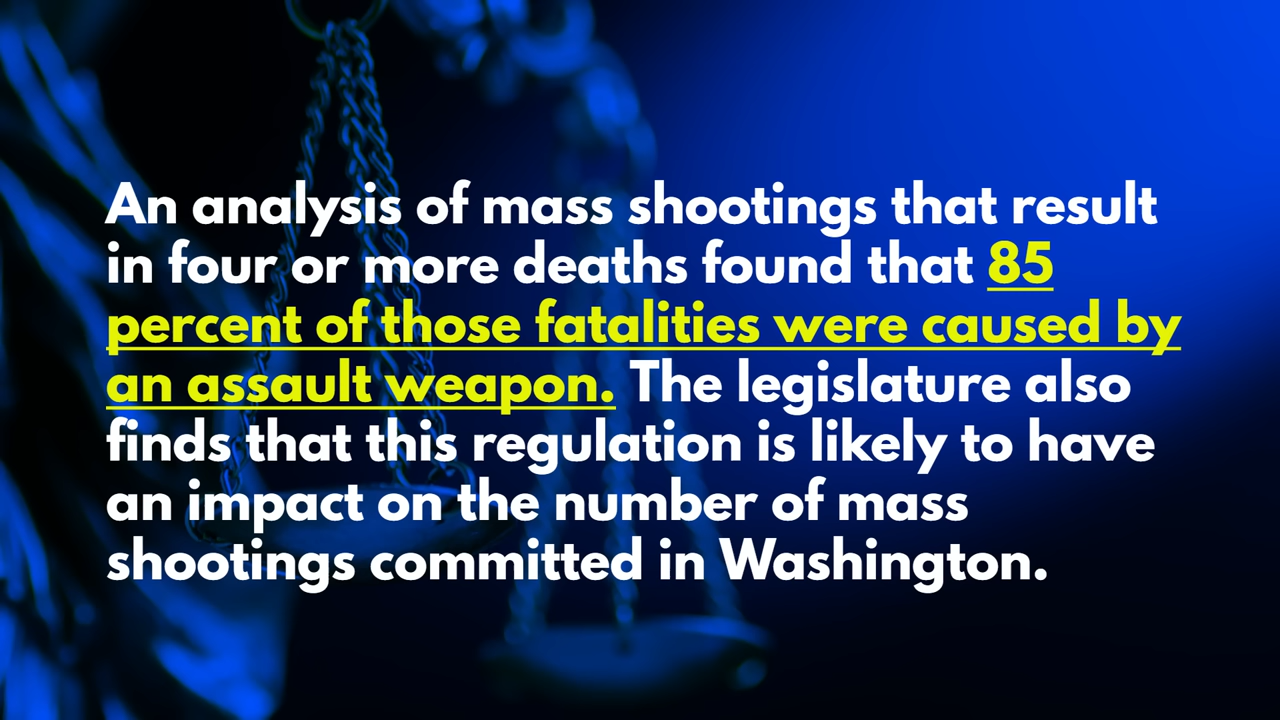 An analysis of mass shootings that result
in four or more deaths found that 85
percent of those fatalities were caused by
an assault weapon. The legislature also
finds that this regulation is likely to have
an impact on the number of mass
shootings committed in Washington.